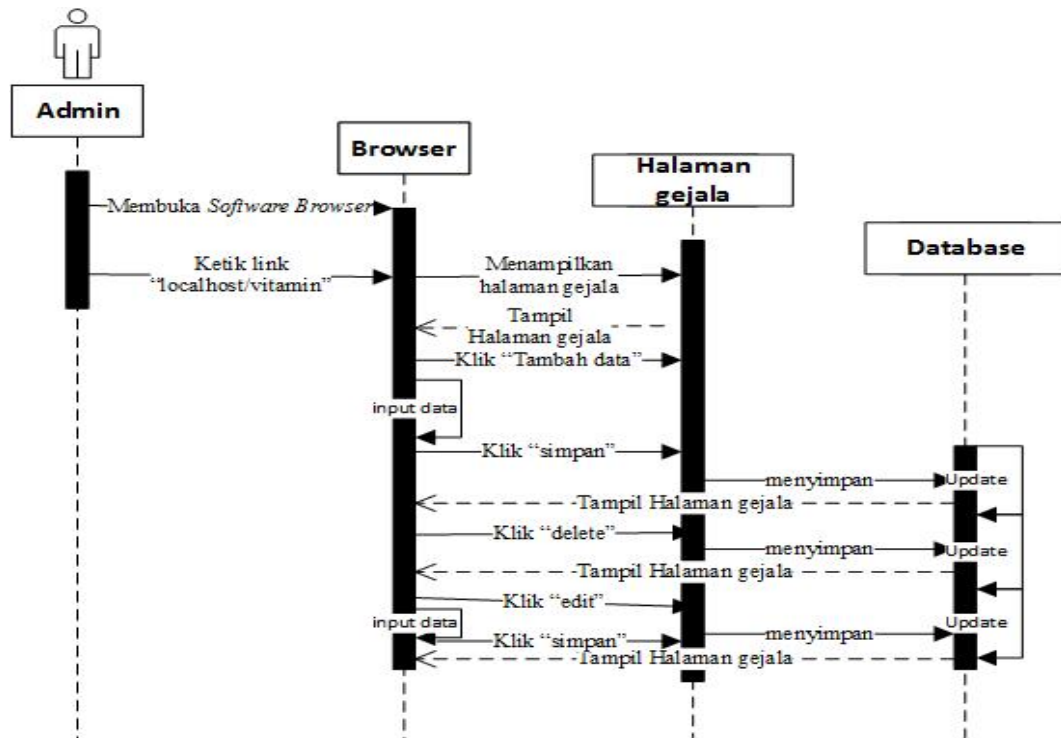 Admin
Browser
Halaman
gejala
Database
Membuka Software Browser
Ketik link
“localhost/vitamin”
Menampilkan
halaman gejala
Tampil
Halaman gejala
Klik “Tambah data”
input data
Klik “simpan”
menyimpan
Update
Tampil Halaman gejala
Klik “delete”
menyimpan
Update
Tampil Halaman gejala
Klik “edit”
input data
Klik “simpan”
menyimpan
Update
Tampil Halaman gejala